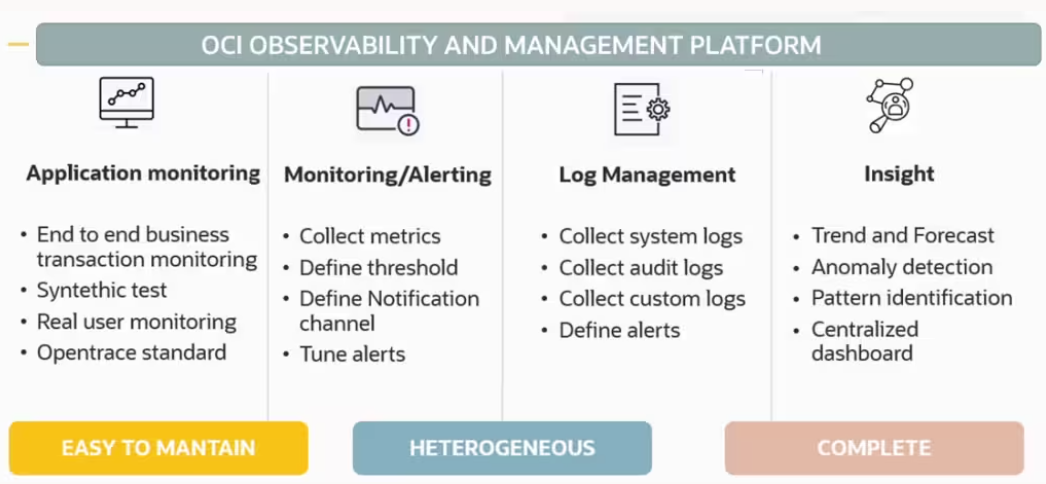 OCI OBSERVABILITY AND MANAGEMENT PLATFORM
Application monitoring
• End to end business
transaction monitoring
• Syntethic test
• Real user monitoring
• Opentrace standard
Monitoring/Alerting
• Collect metrics
• Define threshold
• Define Notification
channel
• Tune alerts
Log Management
• Collect system logs
• Collect audit logs
• Collect custom logs
• Define alerts
Insight
• Trend and Forecast
• Anomaly detection
• Pattern identification
• Centralized
dashboard
EASY TO MANTAIN
HETEROGENEOUS
COMPLETE